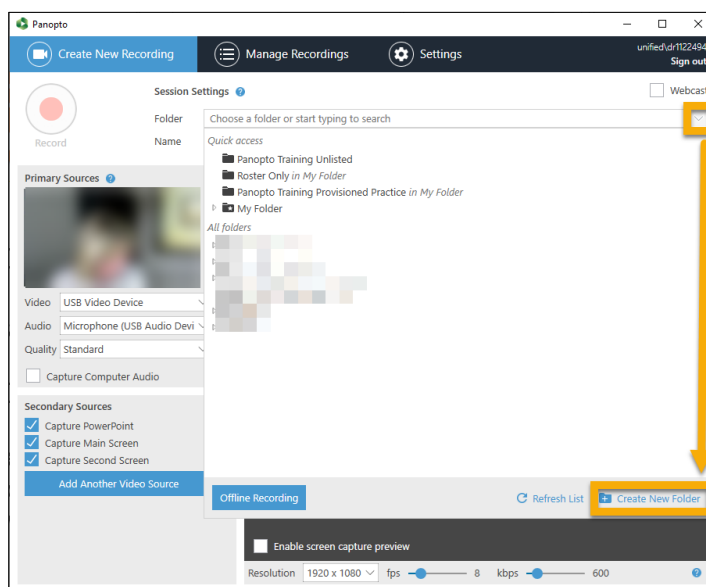 Panopto
Create New Recording
Manage Recordings
Settings
unified\dr1122494
Sign out
Session Settings
Webcast
Folder Choose a folder or start typing to search
Record
Name
Quick access
Panopto Training Unlisted
Roster Only in My Folder
Panopto Training Provisioned Practice in My Folder
My Folder
All folders
Primary Sources
Video USB Video Device
Audio Microphone (USB Audio Devi
Quality Standard
Capture Computer Audio
Secondary Sources
Capture PowerPoint
Capture Main Screen
Capture Second Screen
Add Another Video Source
Offline Recording
Refresh List
Create New Folder
Enable screen capture preview
Resolution 1920 x 1080 fps 8 kbps 600